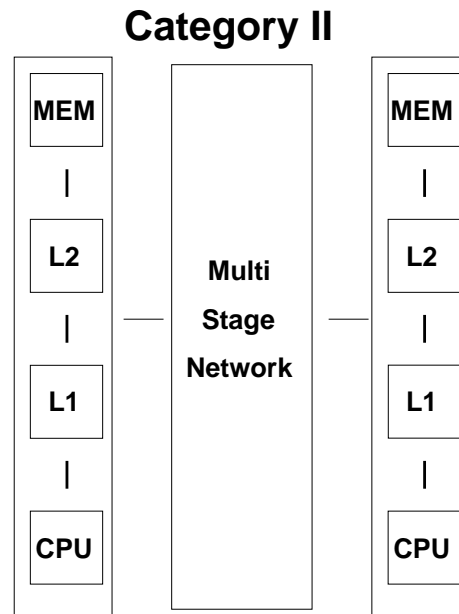 Category II
MEM
L2
L1
CPU
Multi
Stage
Network
MEM
L2
L1
CPU